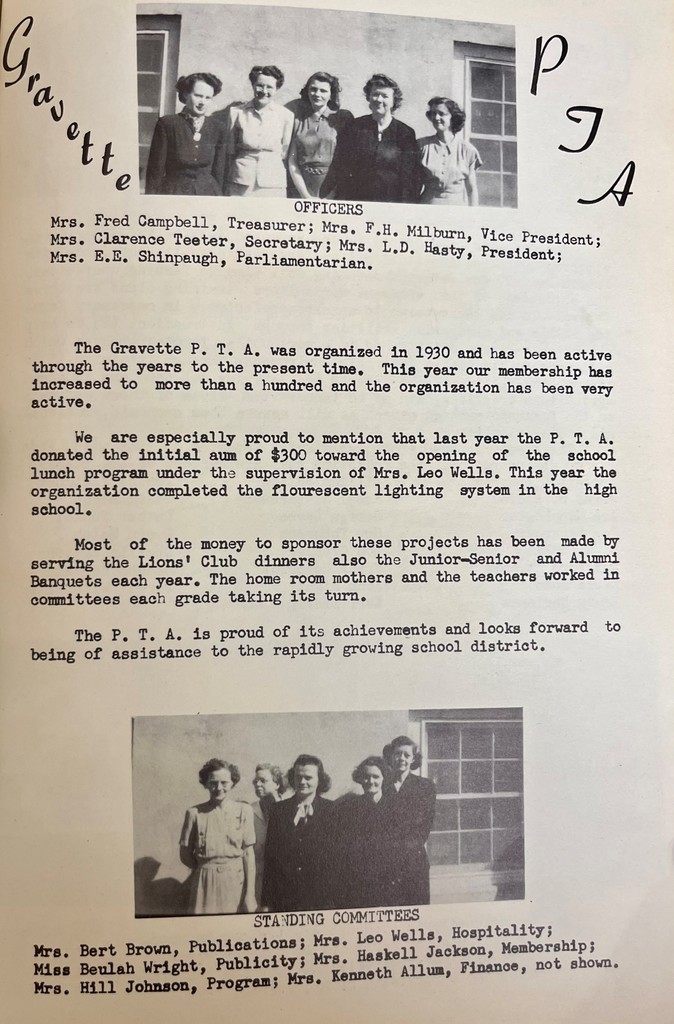 Gravette
P T A
OFFICERS
Mrs. Fred Campbell, Treasurer; Mrs. F.H. Milburn, Vice President;
Mrs. Clarence Teeter, Secretary; Mrs. L.D. Hasty, President;
Mrs. E.E. Shinpaugh, Parliamentarian.
The Gravette P. T. A. was organized in 1930 and has been active
through the years to the present time. This year our membership has
increased to more than a hundred and the organization has been very
active.
We are especially proud to mention that last year the P. T. A.
donated the initial aum of $300 toward the opening of the school
lunch program under the supervision of Mrs. Leo Wells. This year the
organization completed the flourescent lighting system in the high
school.
Most of the money to sponsor these projects has been made by
serving the Lions' Club dinners also the Junior-Senior and Alumni
Banquets each year. The home room mothers and the teachers worked in
committees each grade taking its turn.
The P. T. A. is proud of its achievements and looks forward to
being of assistance to the rapidly growing school district.
STANDING COMMITTEES
Mrs. Bert Brown, Publications; Mrs. Leo Wells, Hospitality;
Miss Beulah Wright, Publicity; Mrs. Haskell Jackson, Membership;
Mrs. Hill Johnson, Program; Mrs. Kenneth Allum, Finance, not shown.